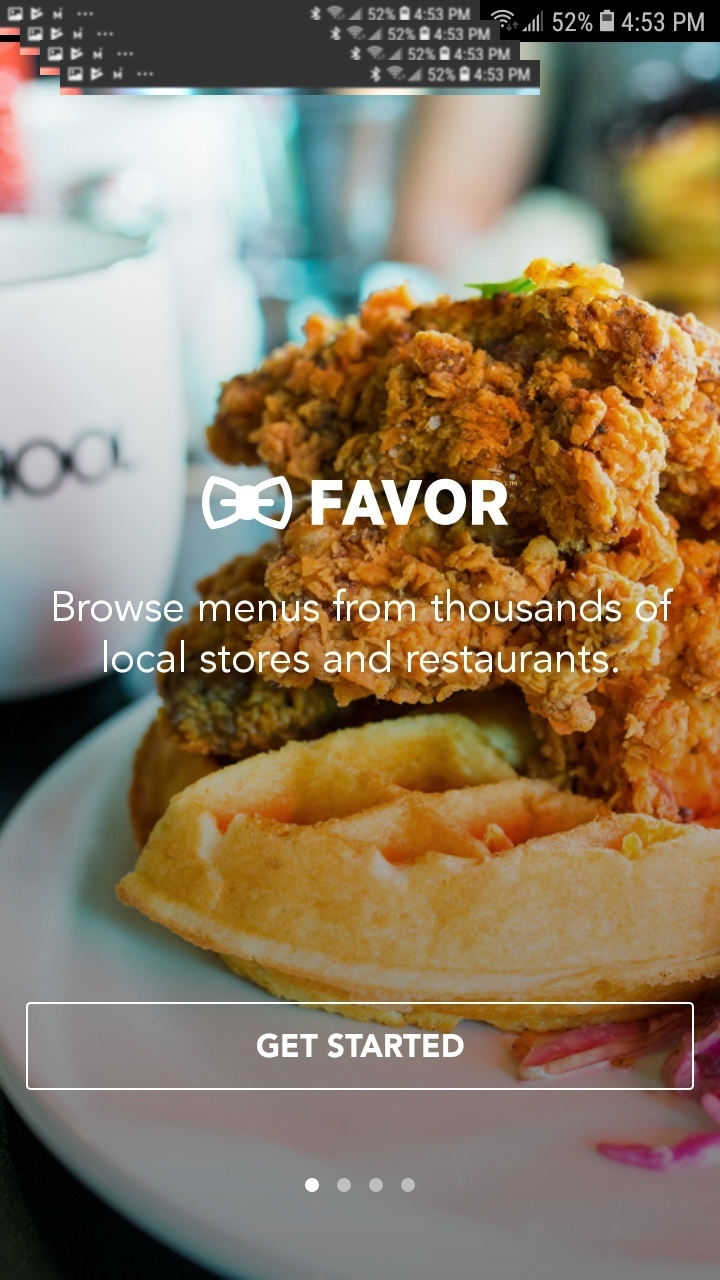 52% 4:53 PM
52% 4:53 PM
52% 4:53 PM
52% 4:53 PM
52% 4:53 PM
FAVOR™
Browse menus from thousands of
local stores and restaurants.
GET STARTED